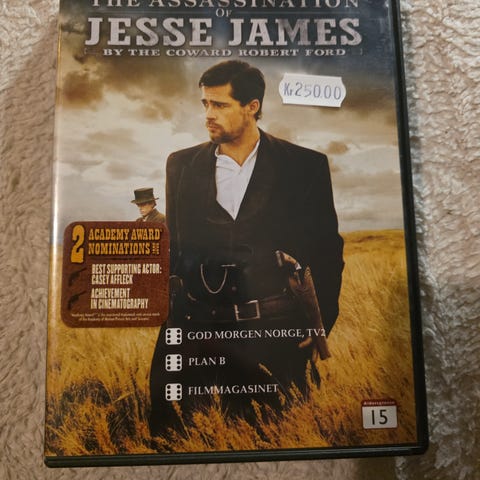 THE ASSASSINATION
OF
JESSE JAMES
BY THE COWARD ROBERT FORD
Kr 250.00
2 ACADEMY AWARD
NOMINATIONS
BEST SUPPORTING ACTOR:
CASEY AFFLECK
ACHIEVEMENT
IN CINEMATOGRAPHY
GOD MORGEN NORGE, TV2
PLAN B
FILMMAGASINET
15